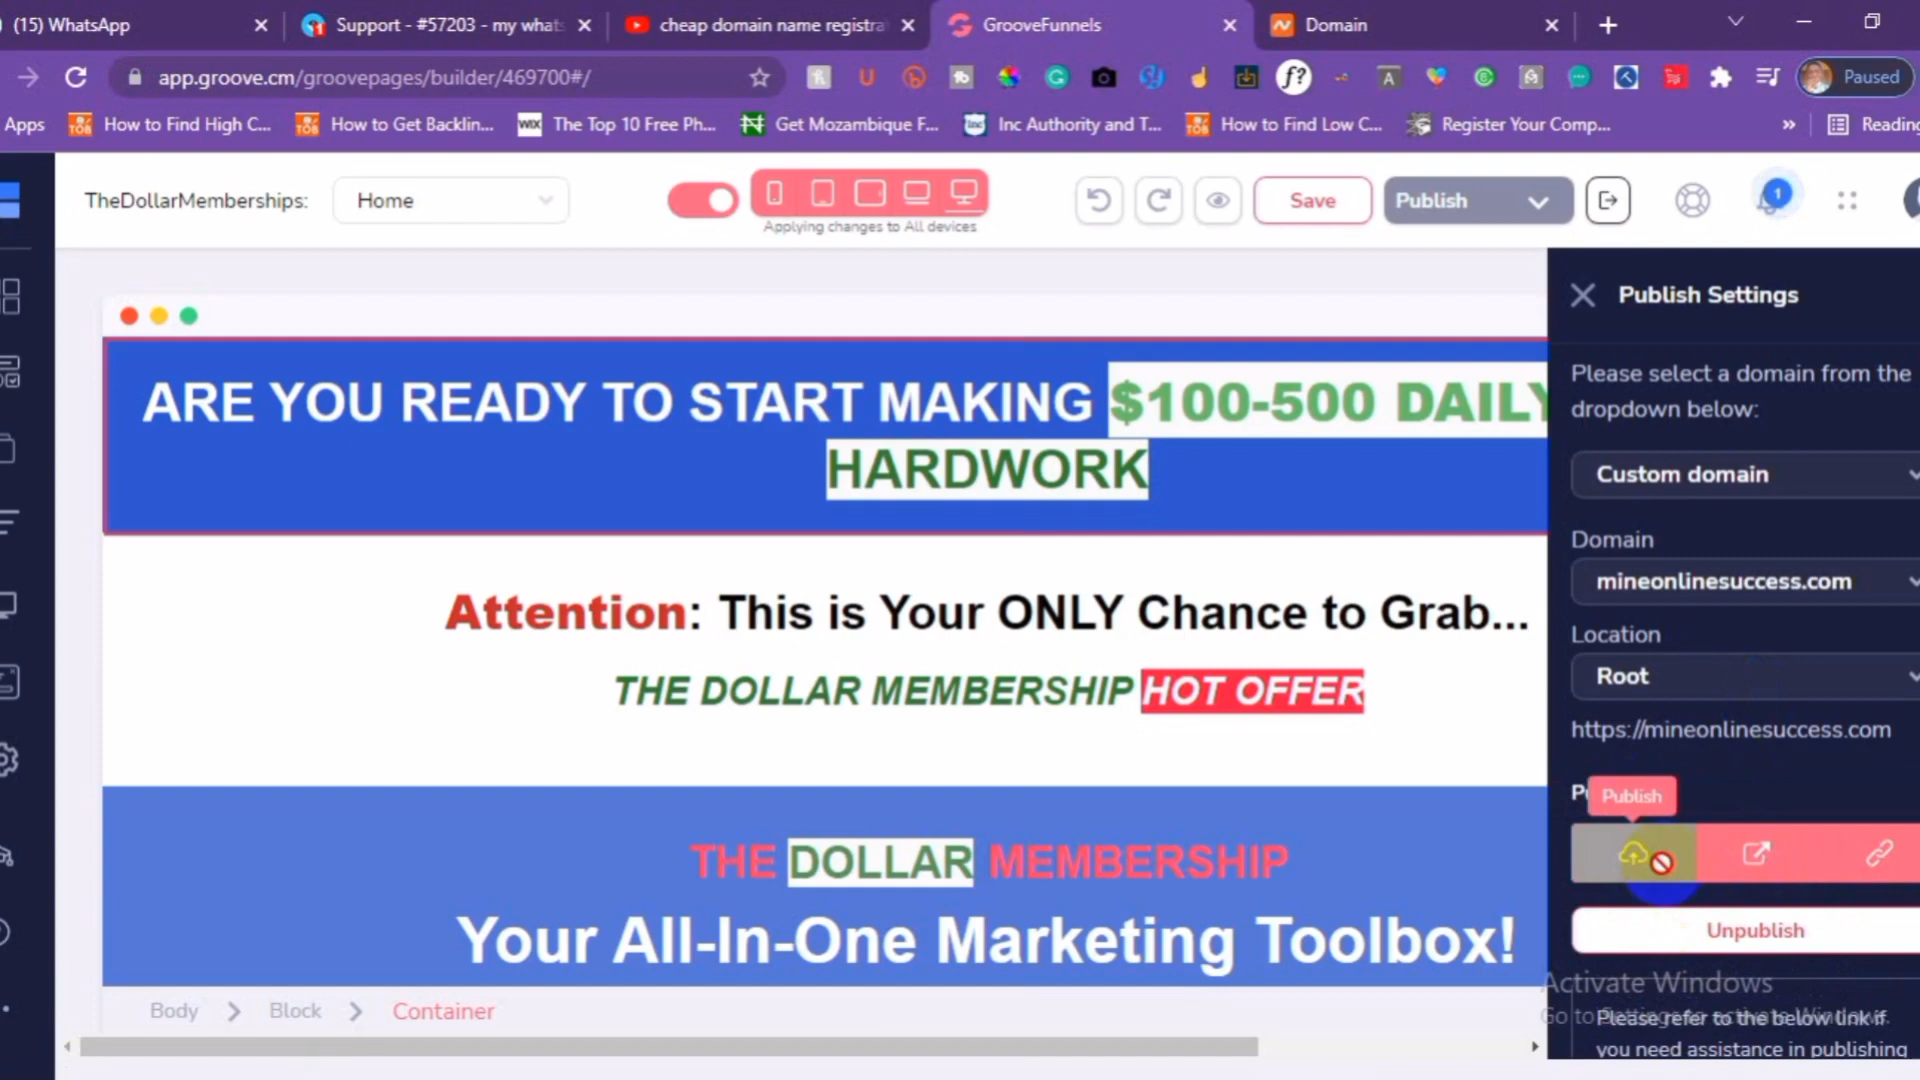 (15) WhatsApp
Support - #57203 - my what
cheap domain name registra
GrooveFunnels
Domain
app.groove.cm/groovepages/builder/469700#/
Paused
Apps
How to Find High C...
How to Get Backlin...
The Top 10 Free Ph...
Get Mozambique F...
Inc Authority and T...
How to Find Low C...
Register Your Comp...
Reading
TheDollarMemberships:
Home
Applying changes to All devices
Save
Publish
1
ARE YOU READY TO START MAKING $100-500 DAILY
HARDWORK
Attention: This is Your ONLY Chance to Grab...
THE DOLLAR MEMBERSHIP HOT OFFER
THE DOLLAR MEMBERSHIP
Your All-In-One Marketing Toolbox!
Body
Block
Container
Publish Settings
Please select a domain from the
dropdown below:
Custom domain
Domain
mineonlinesuccess.com
Location
Root
https://mineonlinesuccess.com
Publish
Unpublish
Activate Windows
Go to Settings to activate Windows.
Please refer to the below link if
you need assistance in publishing